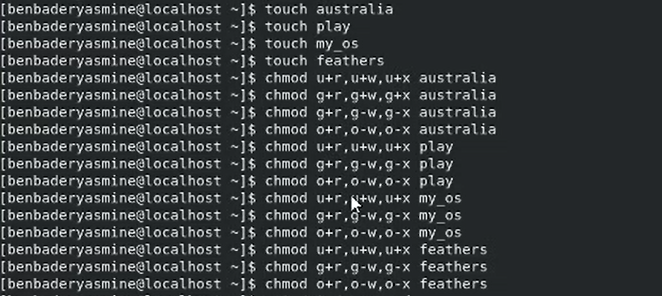 [benbaderyasmine@localhost ~]$ touch australia
[benbaderyasmine@localhost ~]$ touch play
[benbaderyasmine@localhost ~]$ touch my_os
[benbaderyasmine@localhost ~]$ touch feathers
[benbaderyasmine@localhost ~]$ chmod u+r,u+w,u+x australia
[benbaderyasmine@localhost ~]$ chmod g+r,g+w,g+x australia
[benbaderyasmine@localhost ~]$ chmod g+r,g-w,g-x australia
[benbaderyasmine@localhost ~]$ chmod o+r,o-w,o-x australia
[benbaderyasmine@localhost ~]$ chmod u+r,u+w,u+x play
[benbaderyasmine@localhost ~]$ chmod g+r,g-w,g-x play
[benbaderyasmine@localhost ~]$ chmod o+r,o-w,o-x play
[benbaderyasmine@localhost ~]$ chmod u+r,u+w,u+x my_os
[benbaderyasmine@localhost ~]$ chmod g+r,g-w,g-x my_os
[benbaderyasmine@localhost ~]$ chmod o+r,o-w,o-x my_os
[benbaderyasmine@localhost ~]$ chmod u+r,u+w,u+x feathers
[benbaderyasmine@localhost ~]$ chmod g+r,g-w,g-x feathers
[benbaderyasmine@localhost ~]$ chmod o+r,o-w,o-x feathers